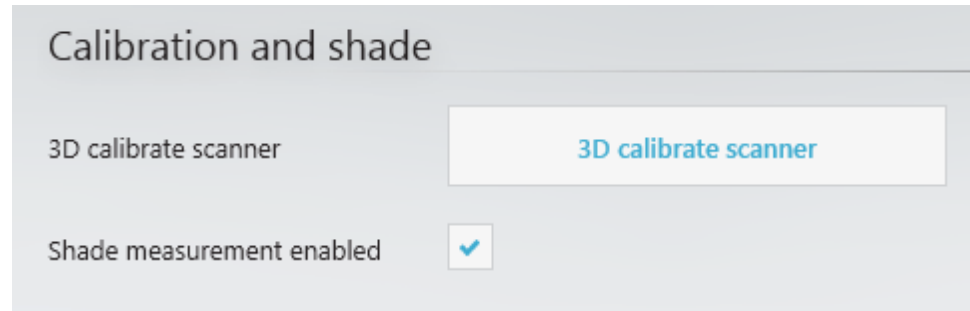 Calibration and shade
3D calibrate scanner
3D calibrate scanner
Shade measurement enabled